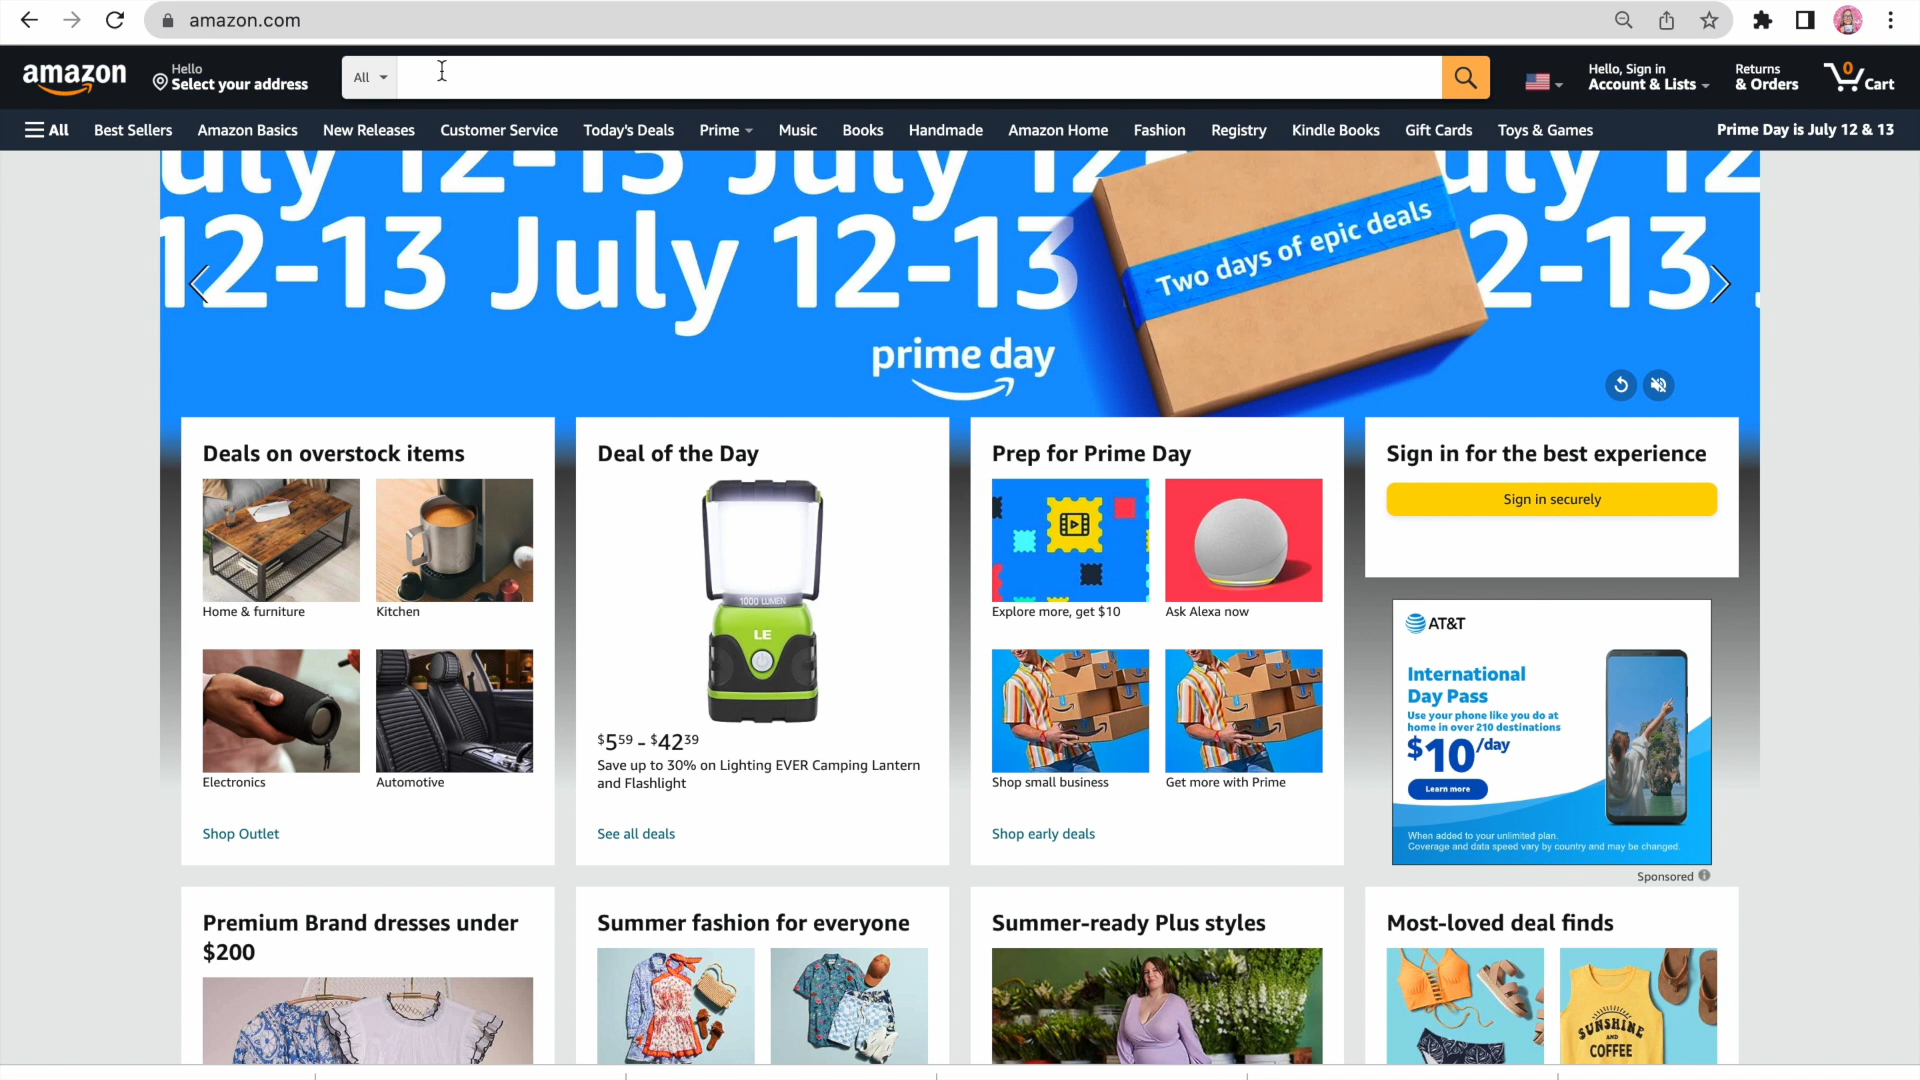 amazon.com
amazon
Hello
Select your address
All
Hello, Sign in
Account & Lists
Returns
& Orders
0
Cart
All
Best Sellers
Amazon Basics
New Releases
Customer Service
Today's Deals
Prime
Music
Books
Handmade
Amazon Home
Fashion
Registry
Kindle Books
Gift Cards
Toys & Games
Prime Day is July 12 & 13
uly 12-13 July 12
uly 12
12-13 July 12-13
2-13
Two days of epic deals
prime day
Deals on overstock items
Home & furniture
Kitchen
Electronics
Automotive
Shop Outlet
Deal of the Day
1000 LUMEN
LE
$559 - $4239
Save up to 30% on Lighting EVER Camping Lantern
and Flashlight
See all deals
Prep for Prime Day
Explore more, get $10
Ask Alexa now
Shop small business
Get more with Prime
Shop early deals
Sign in for the best experience
Sign in securely
AT&T
International
Day Pass
Use your phone like you do at
home in over 210 destinations
$10/day
Learn more
When added to your unlimited plan.
Coverage and data speed vary by country and may be changed.
Sponsored
Premium Brand dresses under
$200
Summer fashion for everyone
Summer-ready Plus styles
Most-loved deal finds
SUNSHINE
AND
COFFEE